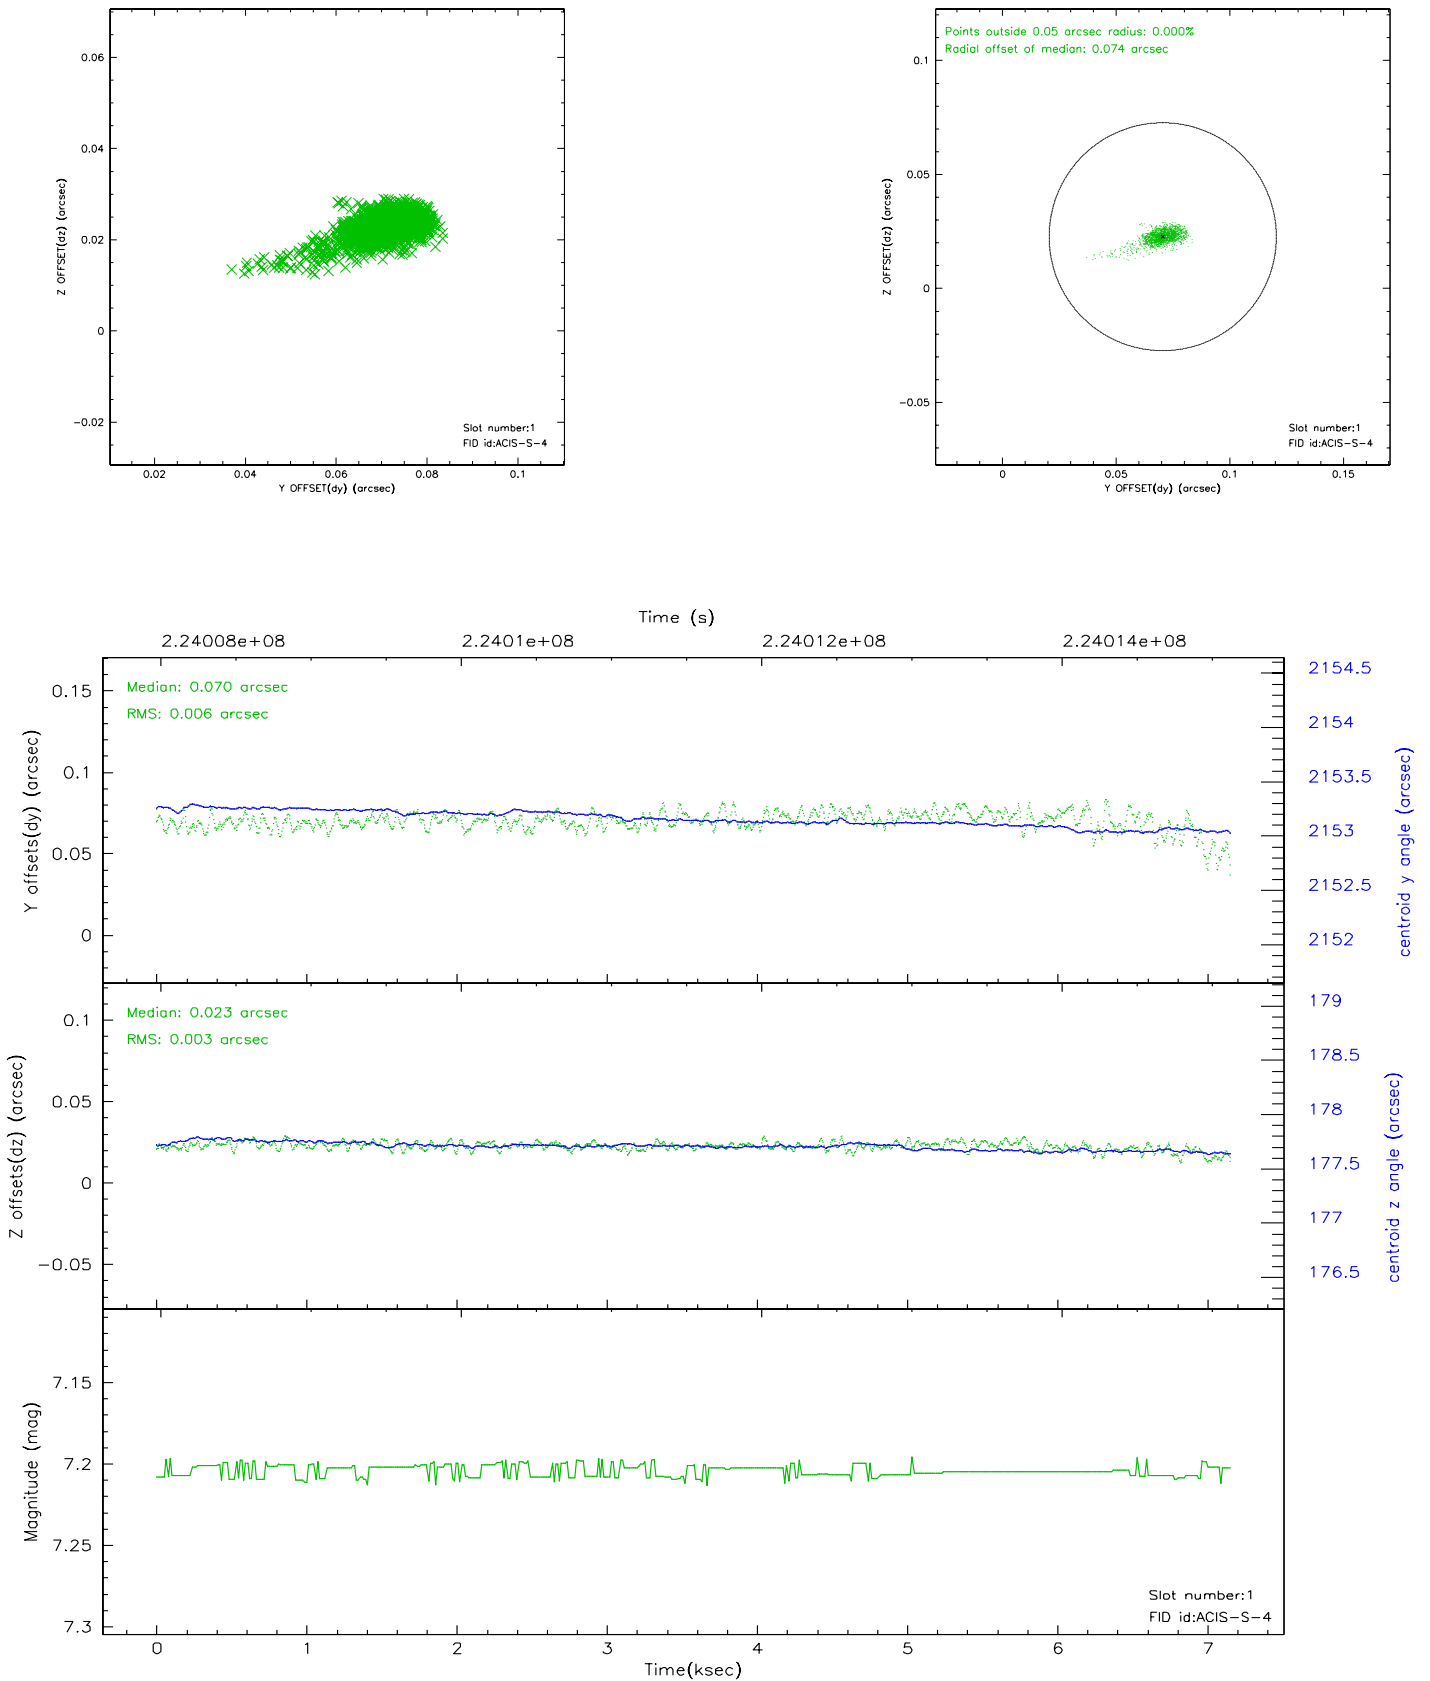 0.06
0.04
0.02
0
−0.02
Z OFFSET(dz) (arcsec)
0.02 0.04 0.06 0.08 0.1
Y OFFSET(dy) (arcsec)
Slot number:1
FID id:ACIS−S−4
Points outside 0.05 arcsec radius: 0.000%
Radial offset of median: 0.074 arcsec
0.1
0.05
0
−0.05
Z OFFSET(dz) (arcsec)
0 0.05 0.1 0.15
Y OFFSET(dy) (arcsec)
Slot number:1
FID id:ACIS−S−4
Time (s)
2.24008e+08 2.2401e+08 2.24012e+08 2.24014e+08
Median: 0.070 arcsec
RMS: 0.006 arcsec
0.15
0.1
0.05
0
Y offsets(dy) (arcsec)
2154.5
2154
2153.5
2153
2152.5
2152
centroid y angle (arcsec)
Median: 0.023 arcsec
RMS: 0.003 arcsec
0.1
0.05
0
−0.05
Z offsets(dz) (arcsec)
179
178.5
178
177.5
177
176.5
centroid z angle (arcsec)
7.15
7.2
7.25
7.3
Magnitude (mag)
Slot number:1
FID id:ACIS−S−4
0 1 2 3 4 5 6 7
Time(ksec)